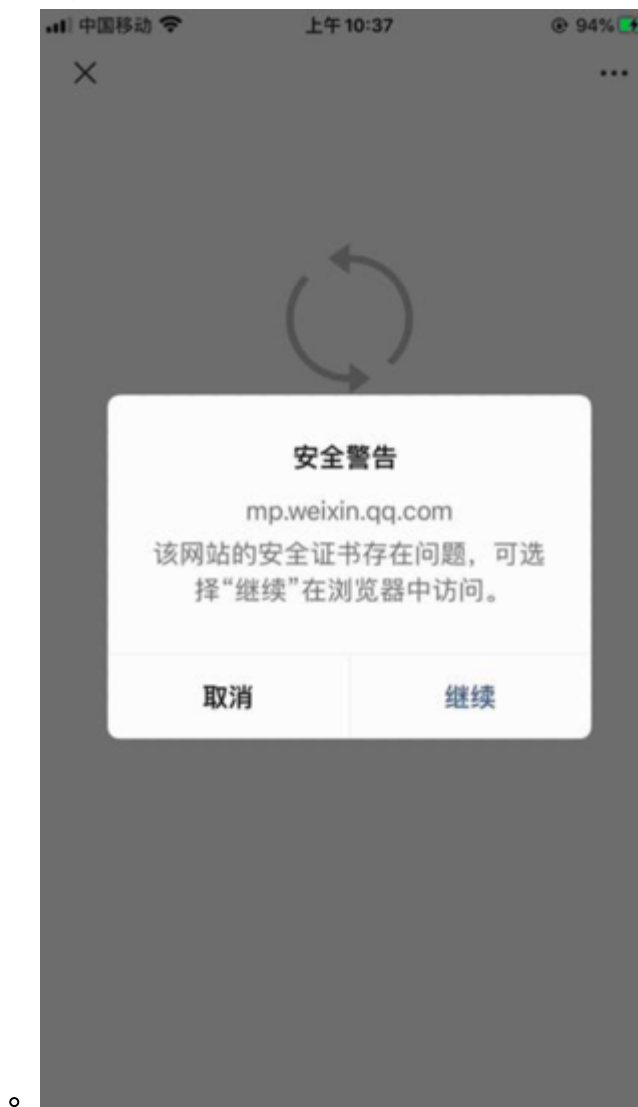 中国移动
上午10:37
94%
安全警告
mp.weixin.qq.com
该网站的安全证书存在问题，可选
择“继续”在浏览器中访问。
取消
继续
。